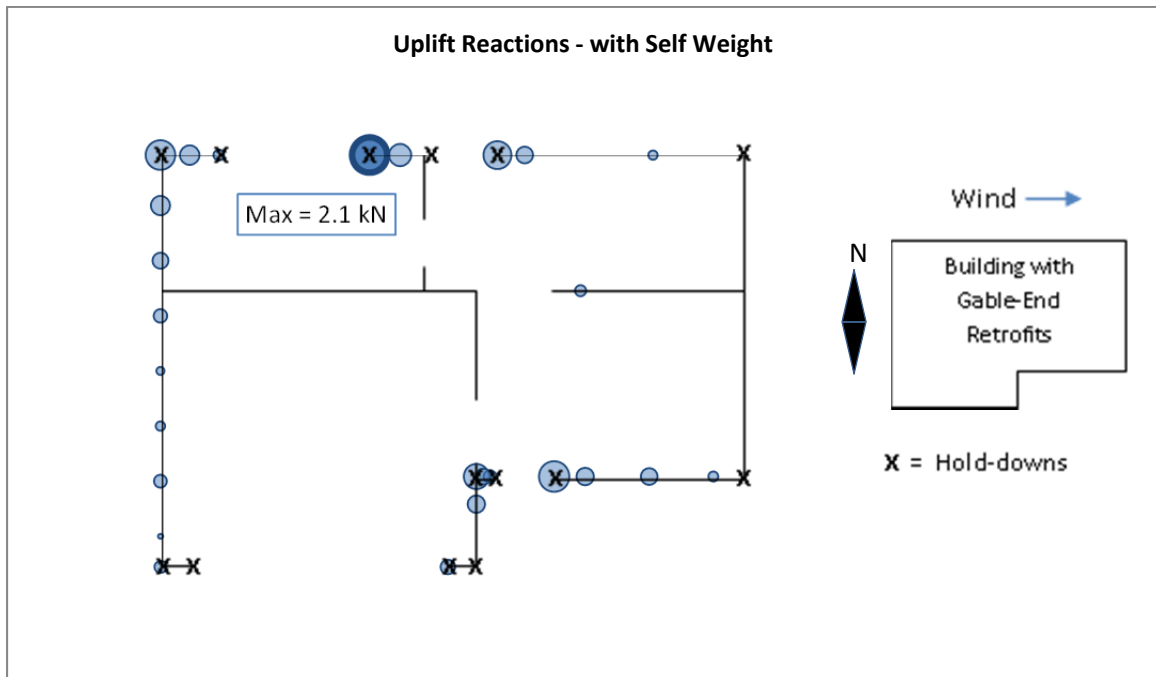 Uplift Reactions - with Self Weight
X X X X X X
Max = 2.1 kN
Wind
N
Building with
Gable-End
Retrofits
X X X X
X = Hold-downs
X X X X